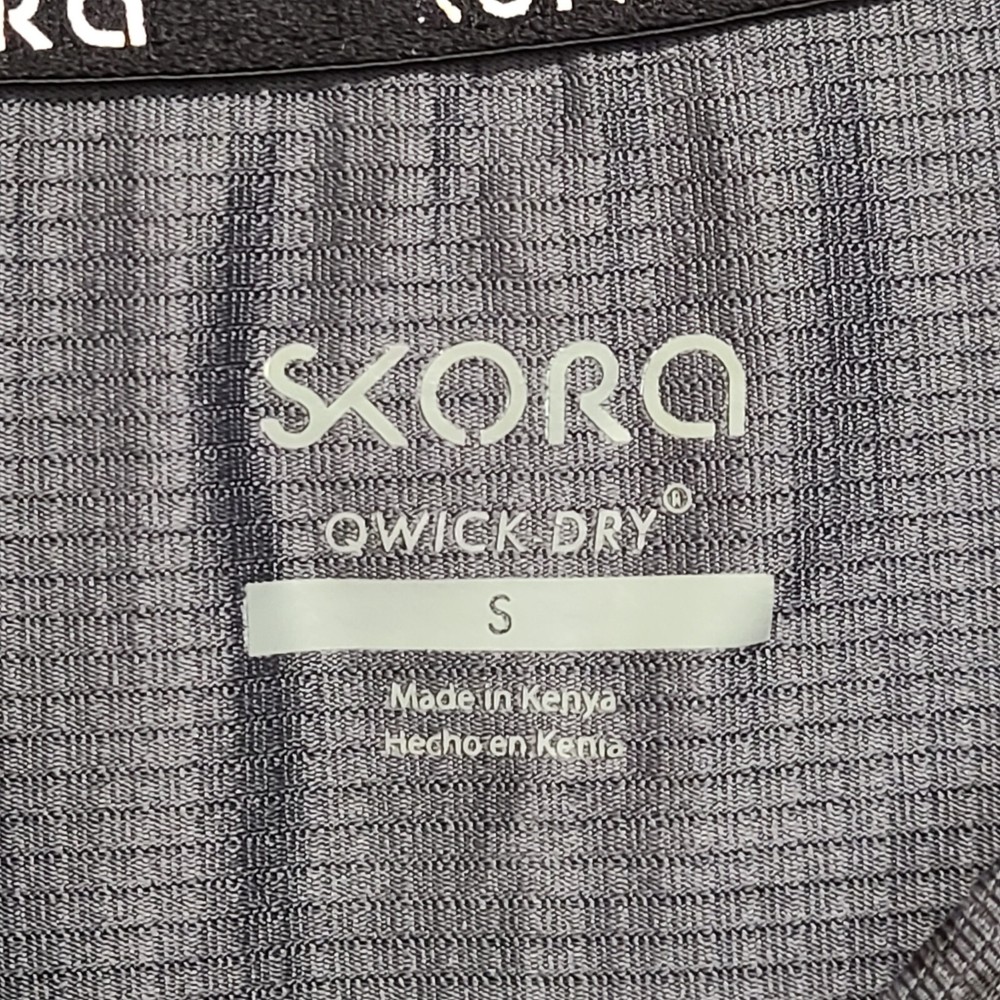 SKORA
QWICK-DRY®
S
Made in Kenya
Hecho en Kenia